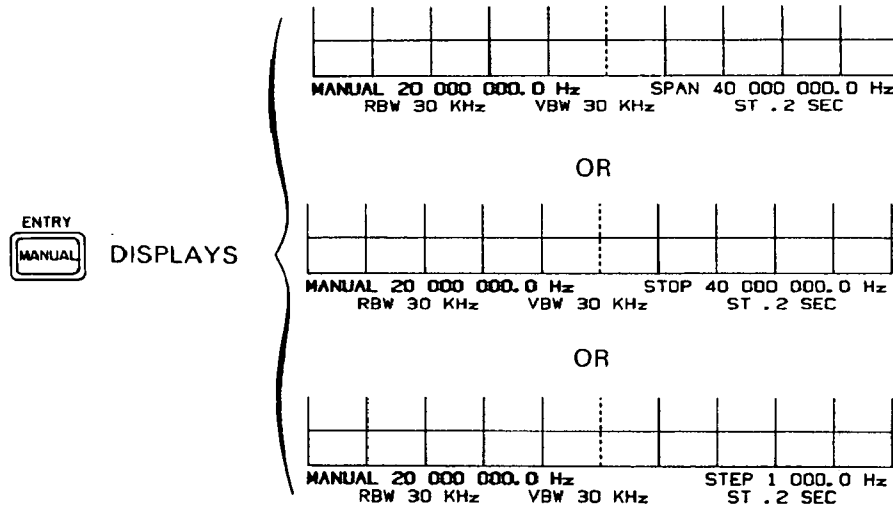 MANUAL 20 000 000.0 Hz SPAN 40 000 000.0 Hz
RBW 30 KHz VBW 30 KHz ST .2 SEC
OR
ENTRY
MANUAL DISPLAYS
MANUAL 20 000 000.0 Hz STOP 40 000 000.0 Hz
RBW 30 KHz VBW 30 KHz ST .2 SEC
OR
MANUAL 20 000 000.0 Hz STEP 1 000.0 Hz
RBW 30 KHz VBW 30 KHz ST .2 SEC